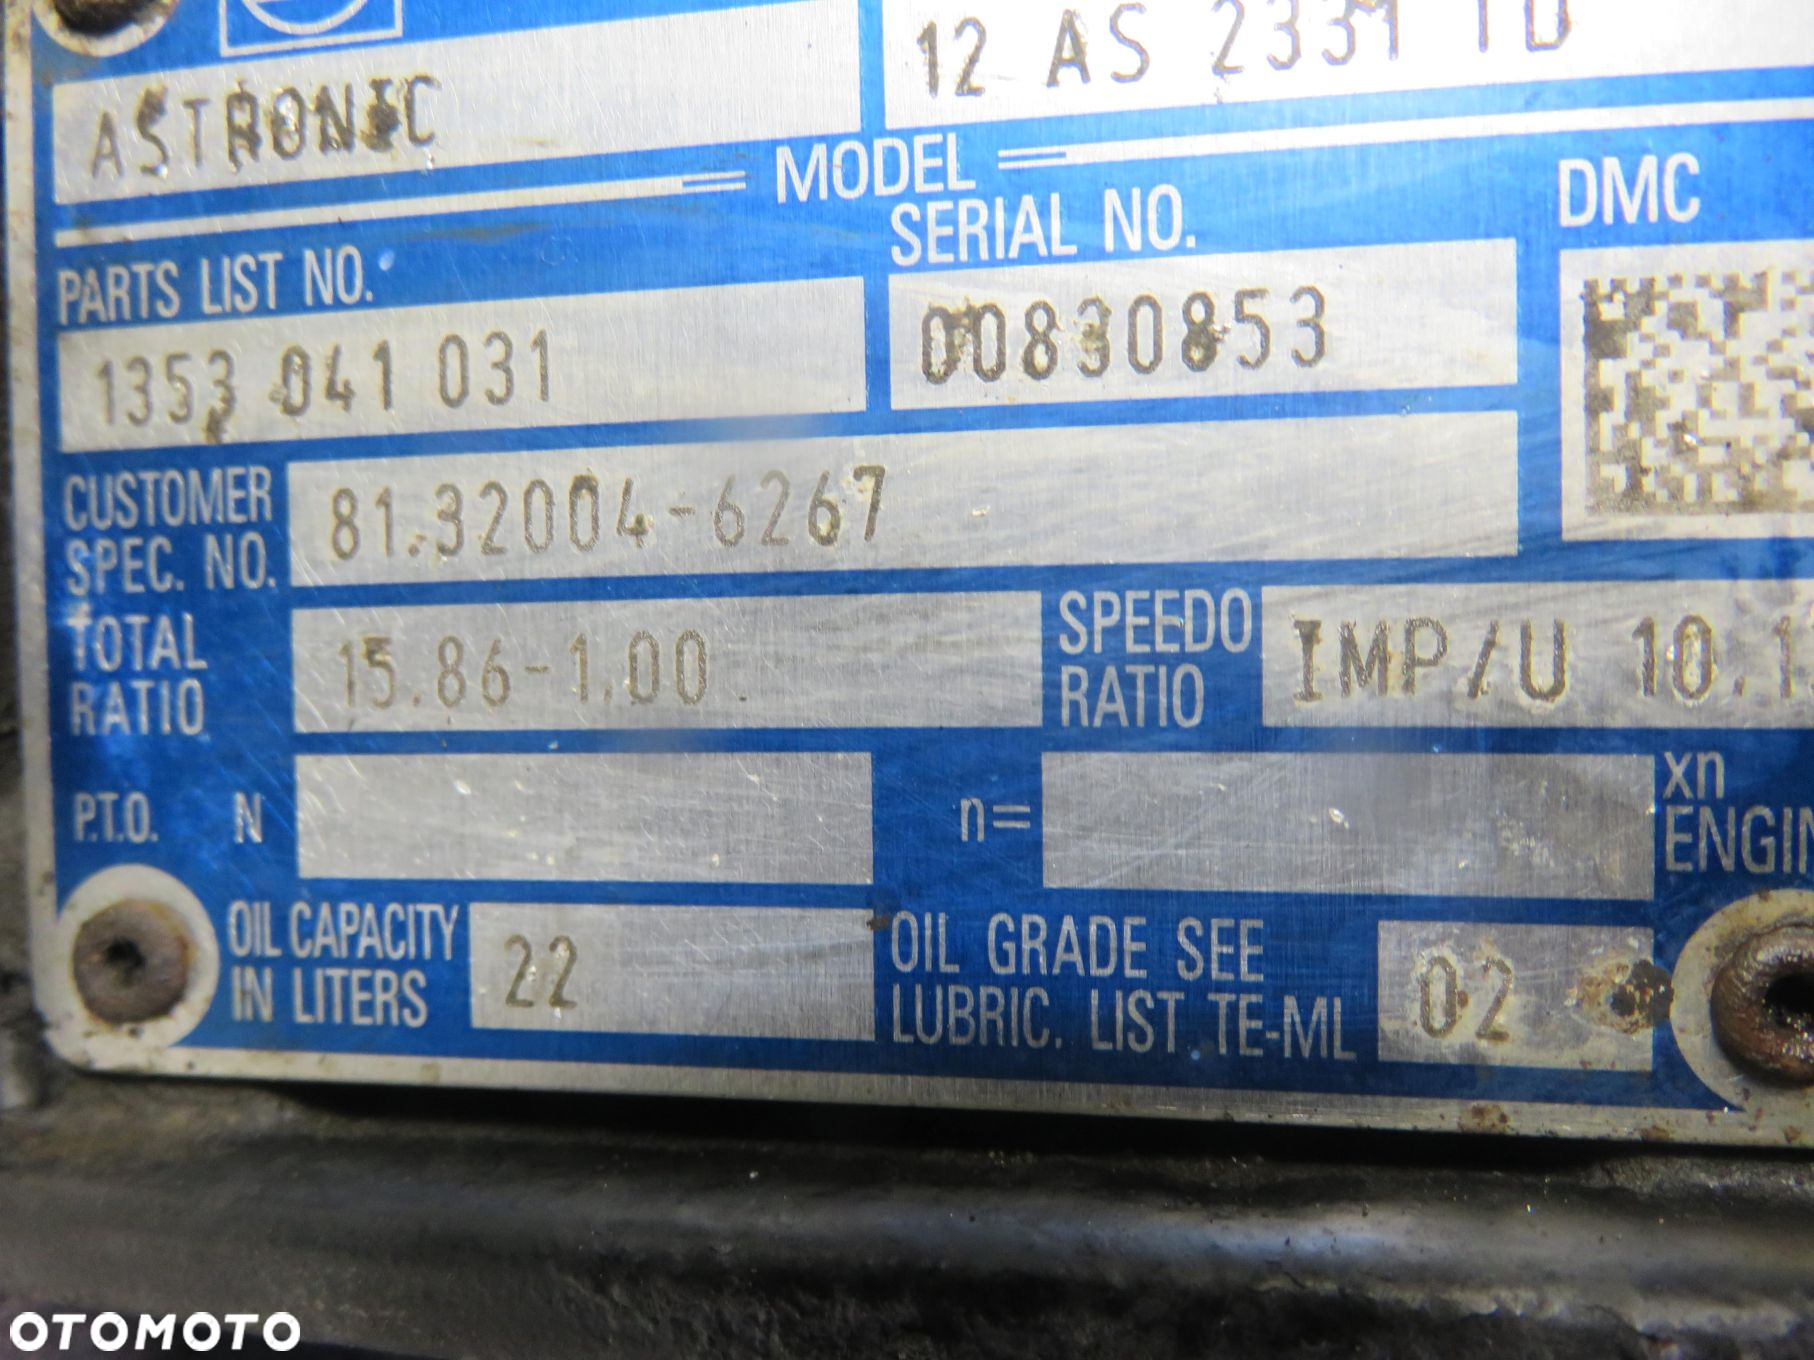 12 AS 2331 TD
ASTRONIC
MODEL
PARTS LIST NO.
SERIAL NO.
DMC
1353 041 031
00830853
CUSTOMER
SPEC. NO.
81.32004-6267
TOTAL
RATIO
15.86-1.00
SPEEDO
RATIO
IMP/U 10.1
P.T.O. N
n=
xn
ENGIN
OIL CAPACITY
IN LITERS
22
OIL GRADE SEE
LUBRIC. LIST TE-ML
02
OTOMOTO